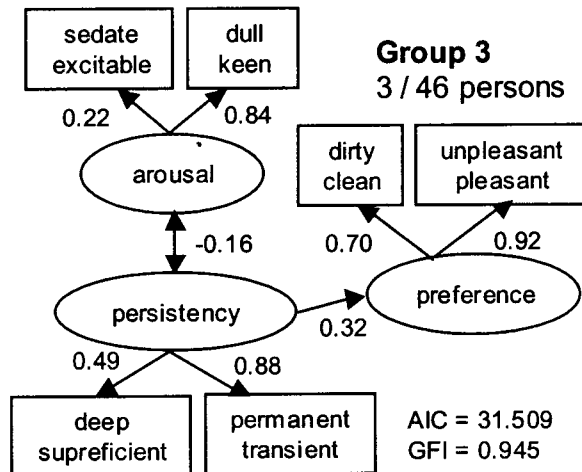 sedate
excitable
dull
keen
Group 3
3 / 46 persons
0.22
0.84
dirty
clean
unpleasant
pleasant
arousal
-0.16
0.70
0.92
persistency
0.32
preference
0.49
0.88
deep
supreficient
permanent
transient
AIC = 31.509
GFI = 0.945